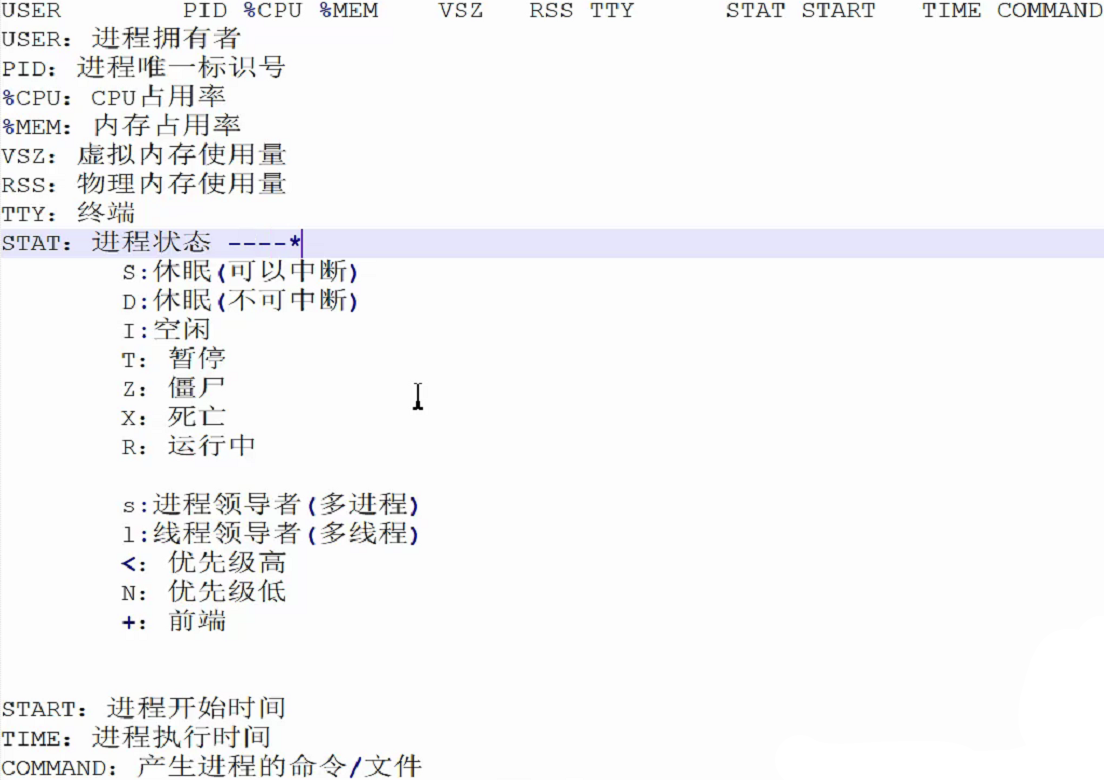 USER PID %CPU %MEM VSZ RSS TTY STAT START TIME COMMAND
USER: 进程拥有者
PID: 进程唯一标识号
%CPU: CPU占用率
%MEM: 内存占用率
VSZ: 虚拟内存使用量
RSS: 物理内存使用量
TTY: 终端
STAT: 进程状态 ----*
S:休眠(可以中断)
D:休眠(不可中断)
I:空闲
T: 暂停
Z: 僵尸
X: 死亡
R: 运行中
s:进程领导者(多进程)
l:线程领导者(多线程)
<: 优先级高
N: 优先级低
+: 前端
START: 进程开始时间
TIME: 进程执行时间
COMMAND: 产生进程的命令/文件